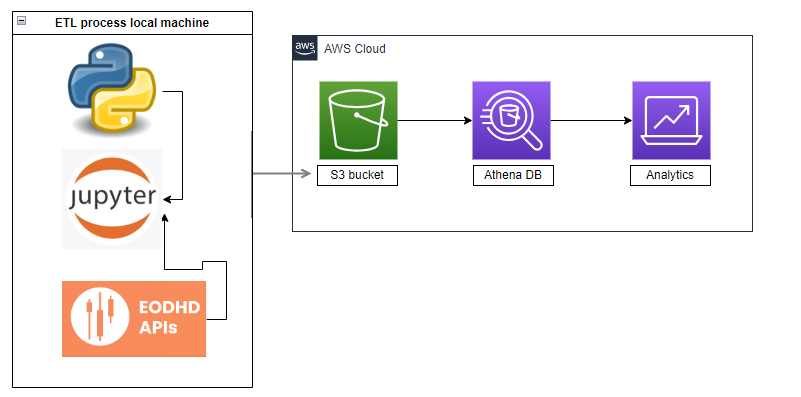 ETL process local machine
jupyter
EODHD
APIs
aws
AWS Cloud
S3 bucket
Athena DB
Analytics